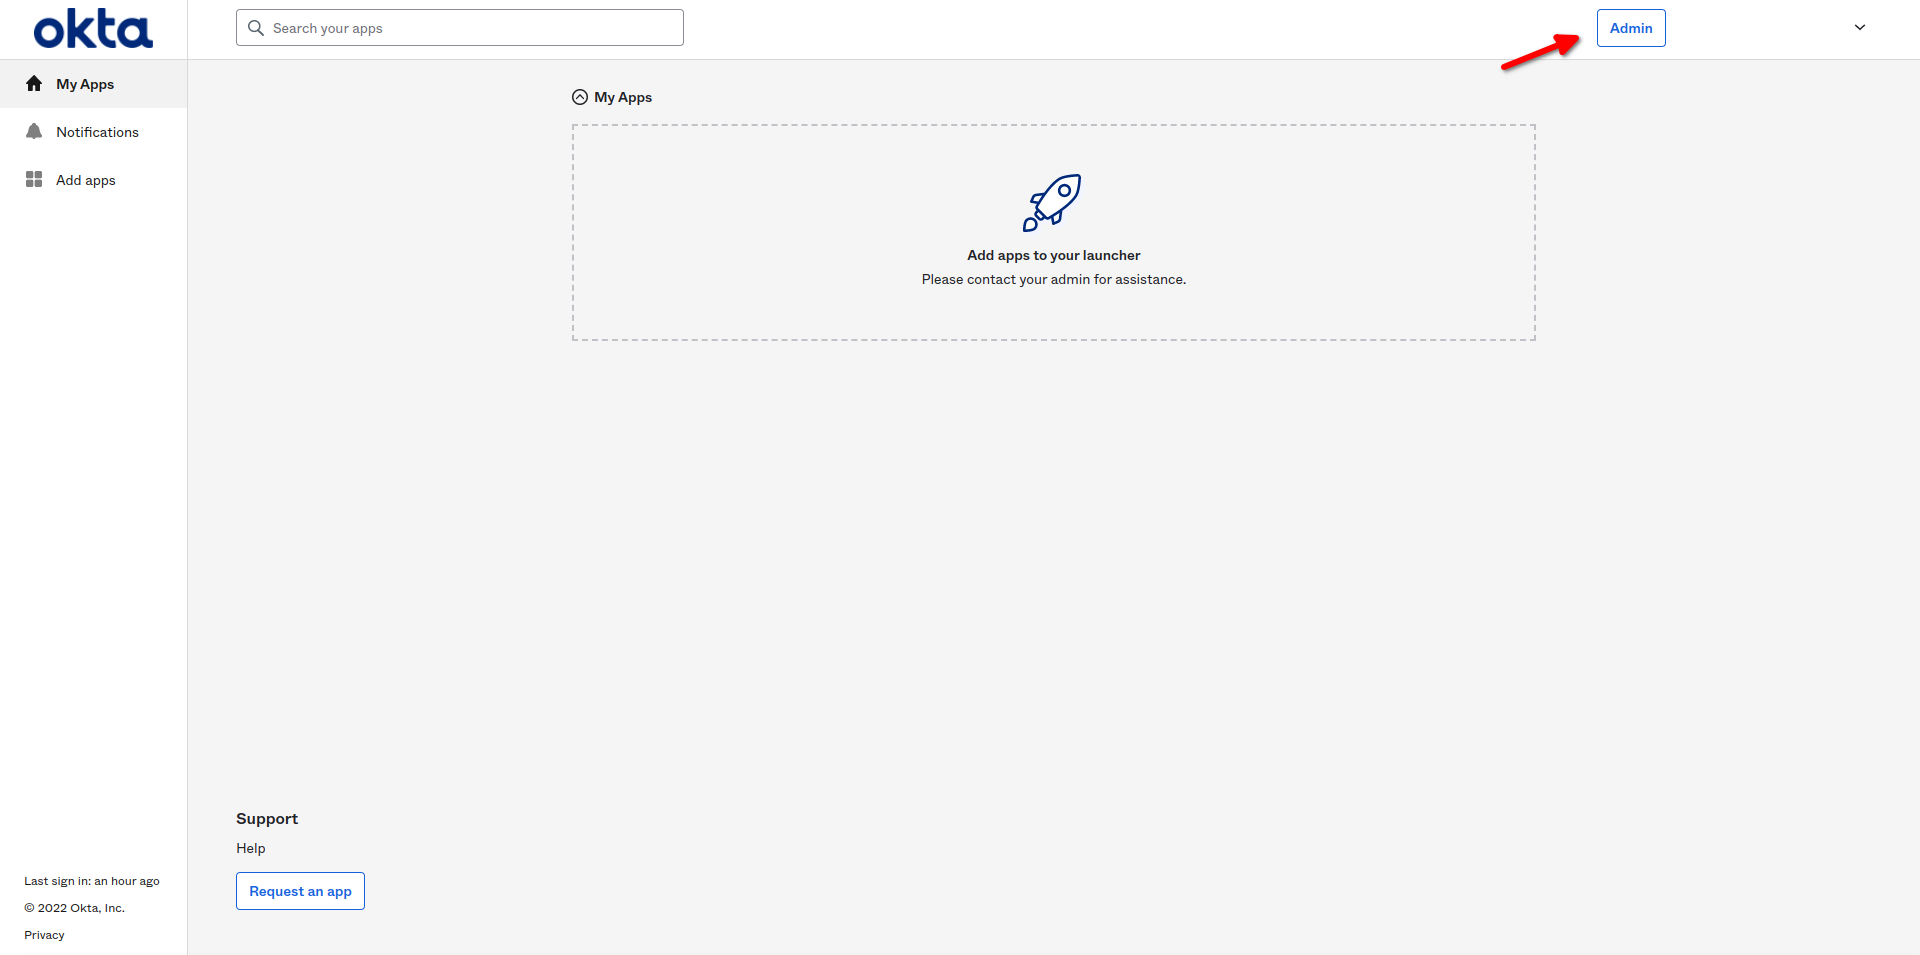 okta
Search your apps
Admin
My Apps
Notifications
Add apps
My Apps
Add apps to your launcher
Please contact your admin for assistance.
Support
Help
Request an app
Last sign in: an hour ago
© 2022 Okta, Inc.
Privacy